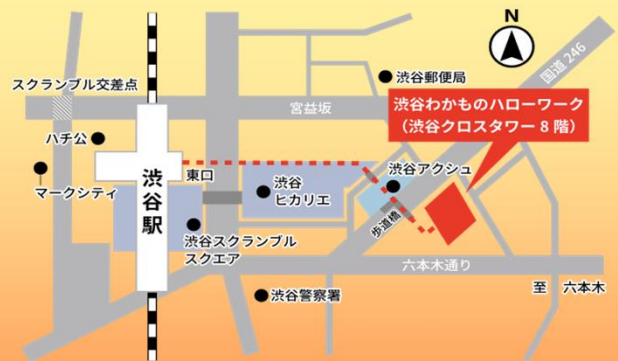 N
国道 246
スクランブル交差点
渋谷郵便局
宮益坂
渋谷わかものハローワーク
（渋谷クロスタワー 8 階）
ハチ公
マークシティ
渋谷駅
東口
渋谷
ヒカリエ
渋谷アクシュ
歩道橋
渋谷スクランブル
スクエア
六本木通り
渋谷警察署
至　六本木